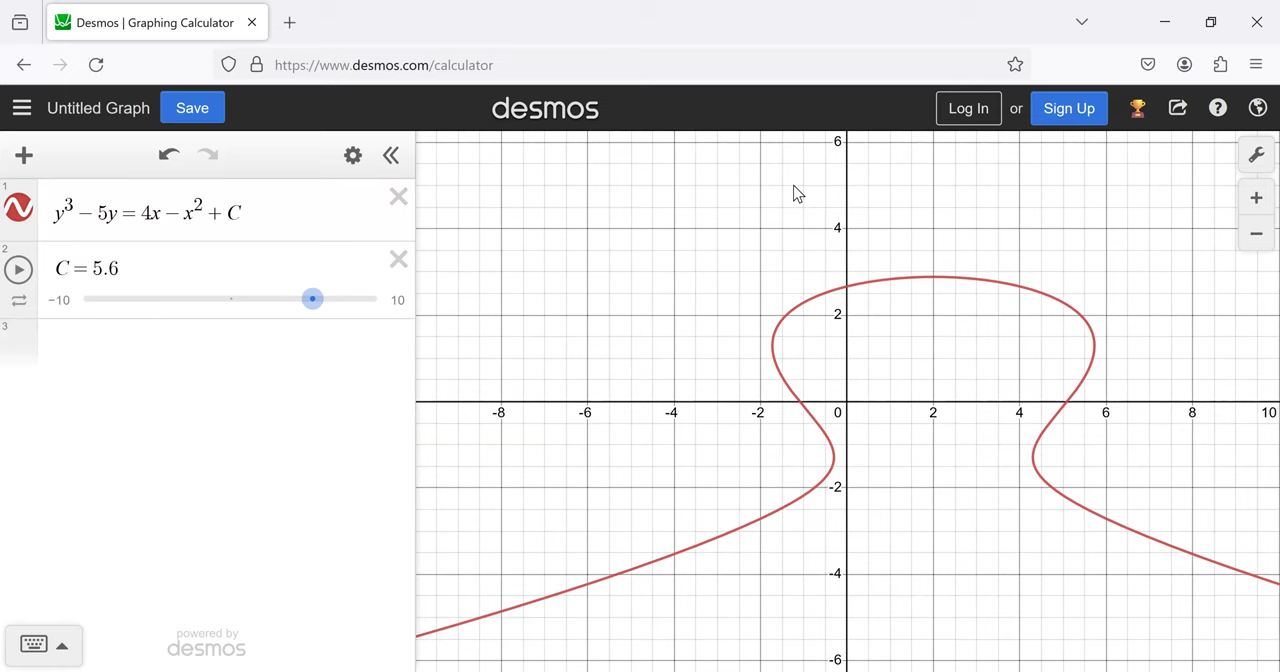 Desmos | Graphing Calculator
https://www.desmos.com/calculator
Untitled Graph Save desmos Log In or Sign Up
1
y³ − 5y = 4x − x² + C
2
C = 5.6
−10 10
3
powered by
desmos
6
4
2
-8 -6 -4 -2 0 2 4 6 8 10
-2
-4
-6